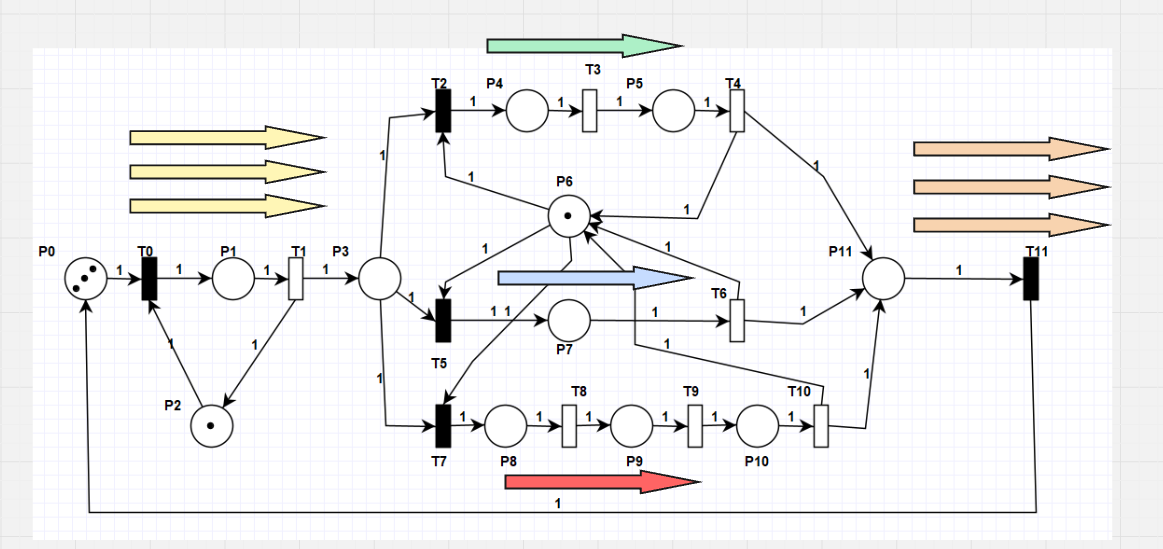 T3
T2 P4 P5 T4
1 1 1 1
1 1
1 P6
1
P0 T0 P1 T1 P3 1 1 P11 T11
1 1 1 1 1
1 T6
1 1 1 1
1 1 T5 P7 1
P2 1 1
T8 T9 T10
1 1 1 1 1 1
T7 P8 P9 P10
1